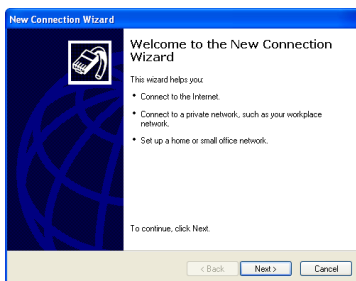 New Connection Wizard
Welcome to the New Connection
Wizard
This wizard helps you:
• Connect to the Internet.
• Connect to a private network, such as your workplace
network.
• Set up a home or small office network.
To continue, click Next.
< Back
Next >
Cancel